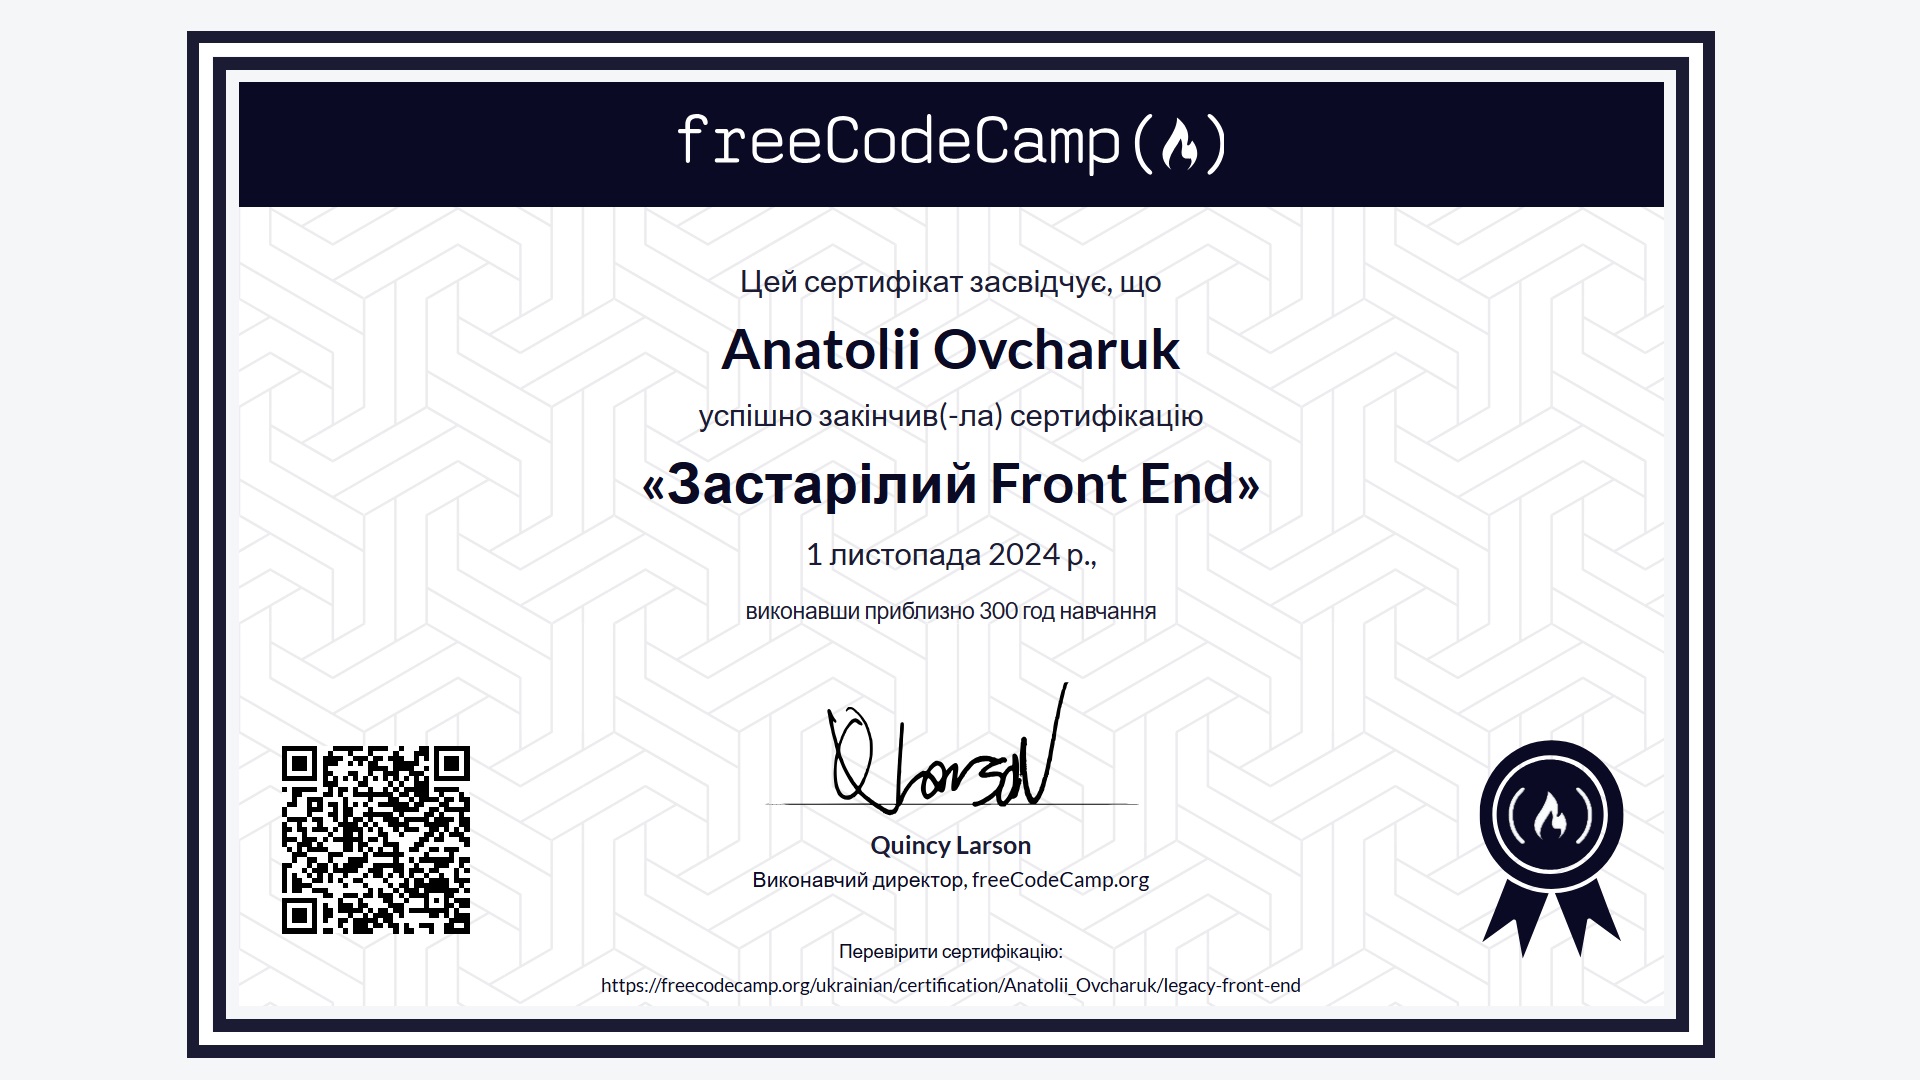 freeCodeCamp
Цей сертифікат засвідчує, що
Anatolii Ovcharuk
успішно закінчив(-ла) сертифікацію
«Застарілий Front End»
1 листопада 2024 р.,
виконавши приблизно 300 год навчання
Quincy Larson
Виконавчий директор, freeCodeCamp.org
Перевірити сертифікацію:
https://freecodecamp.org/ukrainian/certification/Anatolii_Ovcharuk/legacy-front-end